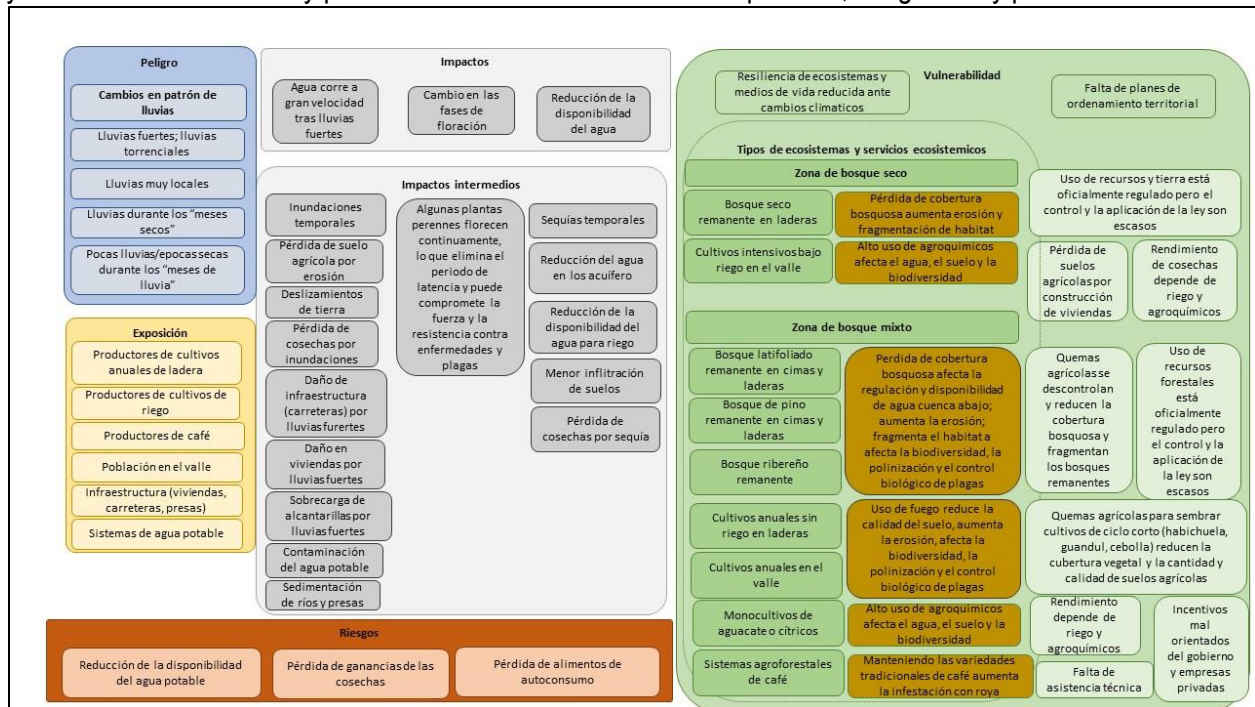 Peligro
Cambios en patrón de
lluvias
Lluvias fuertes; lluvias
torrenciales
Lluvias muy locales
Lluvias durante los “meses
secos”
Pocas lluvias/epocas secas
durante los “meses de
lluvia”
Exposición
Productores de cultivos
anuales de ladera
Productores de cultivos de
riego
Productores de café
Población en el valle
Infraestructura (viviendas,
carreteras, presas)
Sistemas de agua potable
Impactos
Agua corre a
gran velocidad
tras lluvias
fuertes
Cambio en las
fases de
floración
Reducción de la
disponibilidad
del agua
Impactos intermedios
Inundaciones
temporales
Pérdida de suelo
agrícola por
erosión
Deslizamientos
de tierra
Pérdida de
cosechas por
inundaciones
Daño de
infraestructura
(carreteras) por
lluvias fuertes
Daño en
viviendas por
lluvias fuertes
Sobrecarga de
alcantarillas por
lluvias fuertes
Contaminación
del agua potable
Sedimentación
de ríos y presas
Algunas plantas
perennes florecen
continuamente,
lo que elimina el
periodo de
latencia y puede
compromete la
fuerza y la
resistencia contra
enfermedades y
plagas
Sequías temporales
Reducción del agua
en los acuífero
Reducción de la
disponibilidad del
agua para riego
Menor inflitración
de suelos
Pérdida de
cosechas por sequía
Riesgos
Reducción de la disponibilidad
del agua potable
Pérdida de ganancias de las
cosechas
Pérdida de alimentos de
autoconsumo
Vulnerabilidad
Resiliencia de ecosistemas y
medios de vida reducida ante
cambios climaticos
Falta de planes de
ordenamiento territorial
Tipos de ecosistemas y servicios ecosistemicos
Zona de bosque seco
Bosque seco
remanente en laderas
Pérdida de cobertura
bosquosa aumenta erosión y
fragmentación de habitat
Cultivos intensivos bajo
riego en el valle
Alto uso de agroquímicos
afecta el agua, el suelo y la
biodiversidad
Uso de recursos y tierra está
oficialmente regulado pero el
control y la aplicación de la ley son
escasos
Pérdida de
suelos
agrícolas por
construcción
de viviendas
Rendimiento
de cosechas
depende de
riego y
agroquímicos
Zona de bosque mixto
Bosque latifoliado
remanente en cimas y
laderas
Bosque de pino
remanente en cimas y
laderas
Bosque ribereño
remanente
Perdida de cobertura
bosquosa afecta la
regulación y disponibilidad
de agua cuenca abajo;
aumenta la erosión;
fragmenta el habitat a
afecta la biodiversidad, la
polinización y el control
biológico de plagas
Quemas
agrícolas se
descontrolan
y reducen la
cobertura
bosquosa y
fragmentan
los bosques
remanentes
Uso de
recursos
forestales
está
oficialmente
regulado pero
el control y la
aplicación de
la ley son
escasos
Cultivos anuales sin
riego en laderas
Cultivos anuales en el
valle
Uso de fuego reduce la
calidad del suelo, aumenta
la erosión, afecta la
biodiversidad, la
polinización y el control
biológico de plagas
Quemas agrícolas para sembrar
cultivos de ciclo corto (habichuela,
guandul, cebolla) reducen la
cubertura vegetal y la cantidad y
calidad de suelos agrícolas
Monocultivos de
aguacate o cítricos
Alto uso de agroquímicos
afecta el agua, el suelo y la
biodiversidad
Rendimiento
depende de
riego y
agroquímicos
Incentivos
mal
orientados
del gobierno
y empresas
privadas
Sistemas agroforestales
de café
Manteniendo las variedades
tradicionales de café aumenta
la infestación con roya
Falta de
asistencia técnica